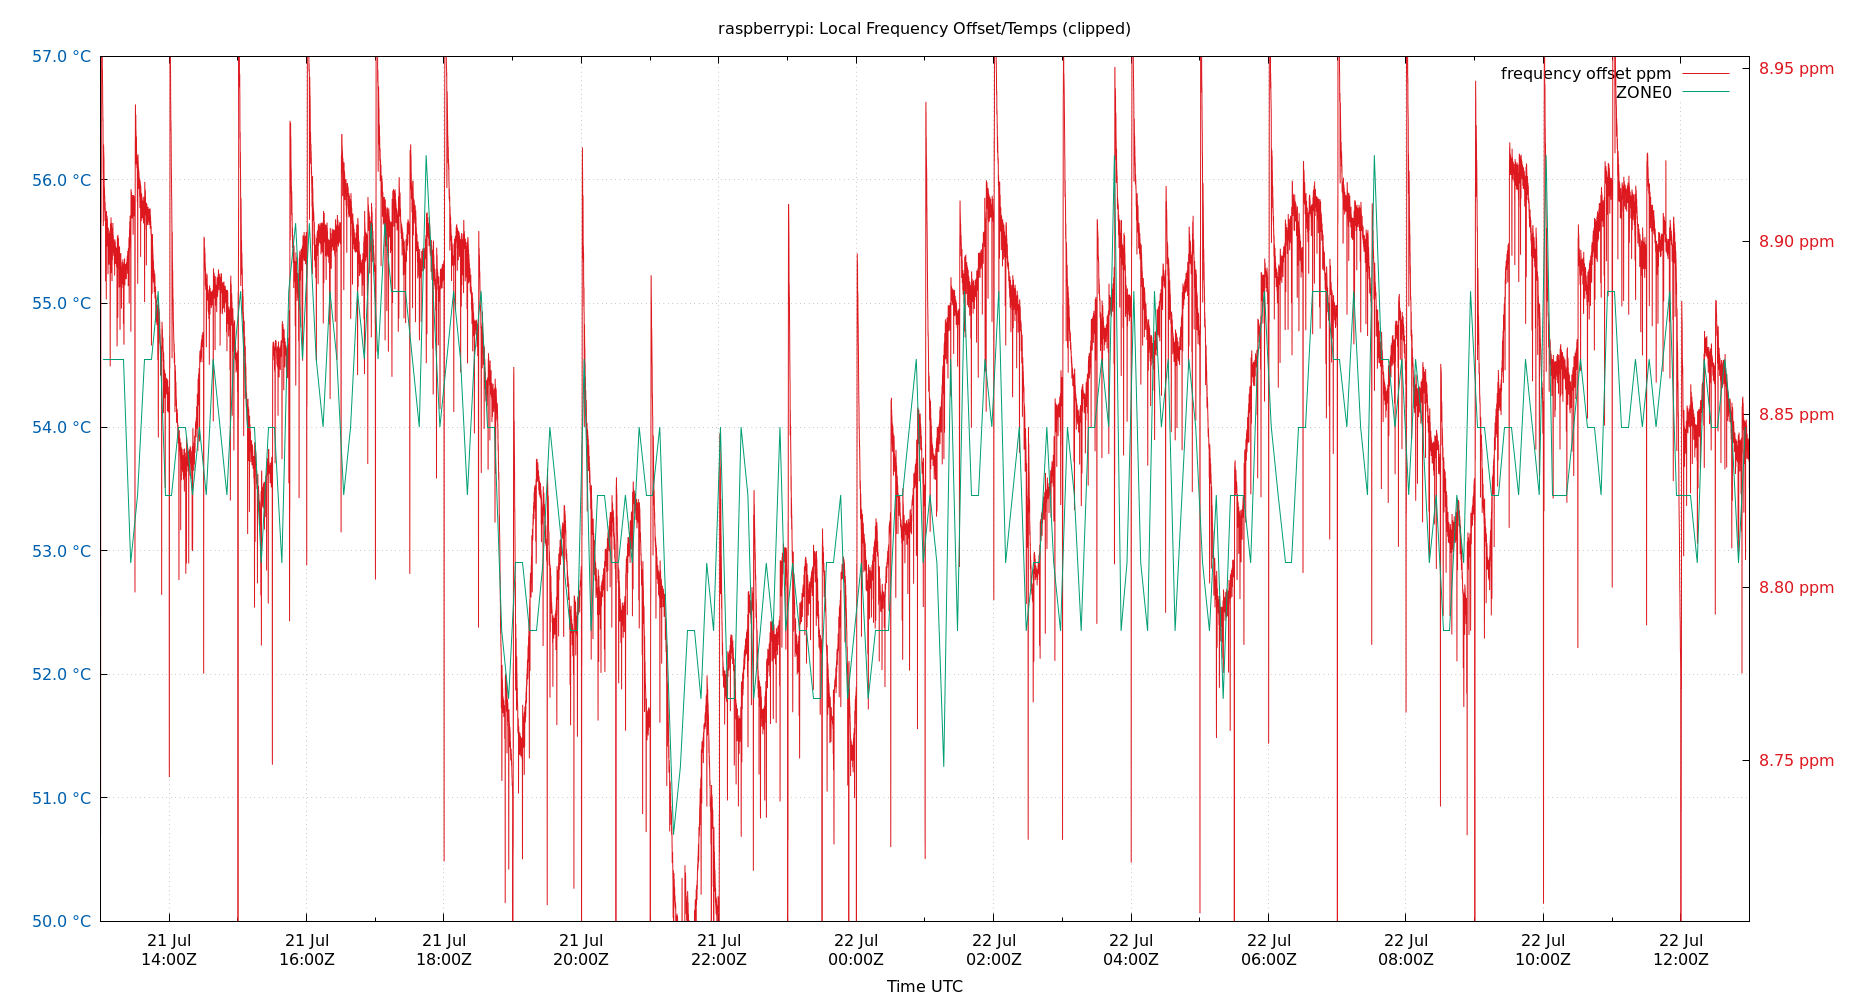 raspberrypi: Local Frequency Offset/Temps (clipped)
57.0 °C
56.0 °C
55.0 °C
54.0 °C
53.0 °C
52.0 °C
51.0 °C
50.0 °C
frequency offset ppm
ZONE0
8.95 ppm
8.90 ppm
8.85 ppm
8.80 ppm
8.75 ppm
21 Jul 21 Jul 21 Jul 21 Jul 21 Jul 22 Jul 22 Jul 22 Jul 22 Jul 22 Jul 22 Jul 22 Jul
14:00Z 16:00Z 18:00Z 20:00Z 22:00Z 00:00Z 02:00Z 04:00Z 06:00Z 08:00Z 10:00Z 12:00Z
Time UTC